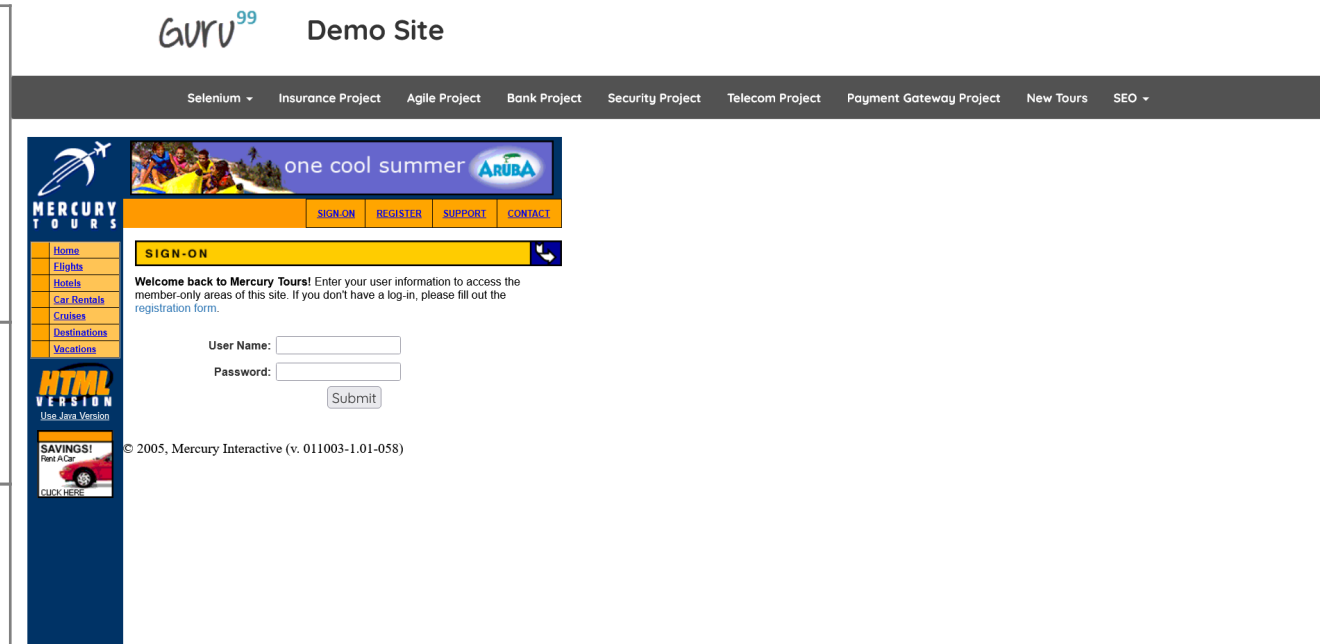 Guru99
Demo Site
Selenium Insurance Project Agile Project Bank Project Security Project Telecom Project Payment Gateway Project New Tours SEO
one cool summer ARUBA
MERCURY
TOURS
SIGN-ON REGISTER SUPPORT CONTACT
Home
Flights
Hotels
Car Rentals
Cruises
Destinations
Vacations
HTML
VERSION
Use Java Version
SAVINGS!
Rent A Car
CLICK HERE
SIGN-ON
Welcome back to Mercury Tours! Enter your user information to access the
member-only areas of this site. If you don't have a log-in, please fill out the
registration form.
User Name:
Password:
Submit
© 2005, Mercury Interactive (v. 011003-1.01-058)